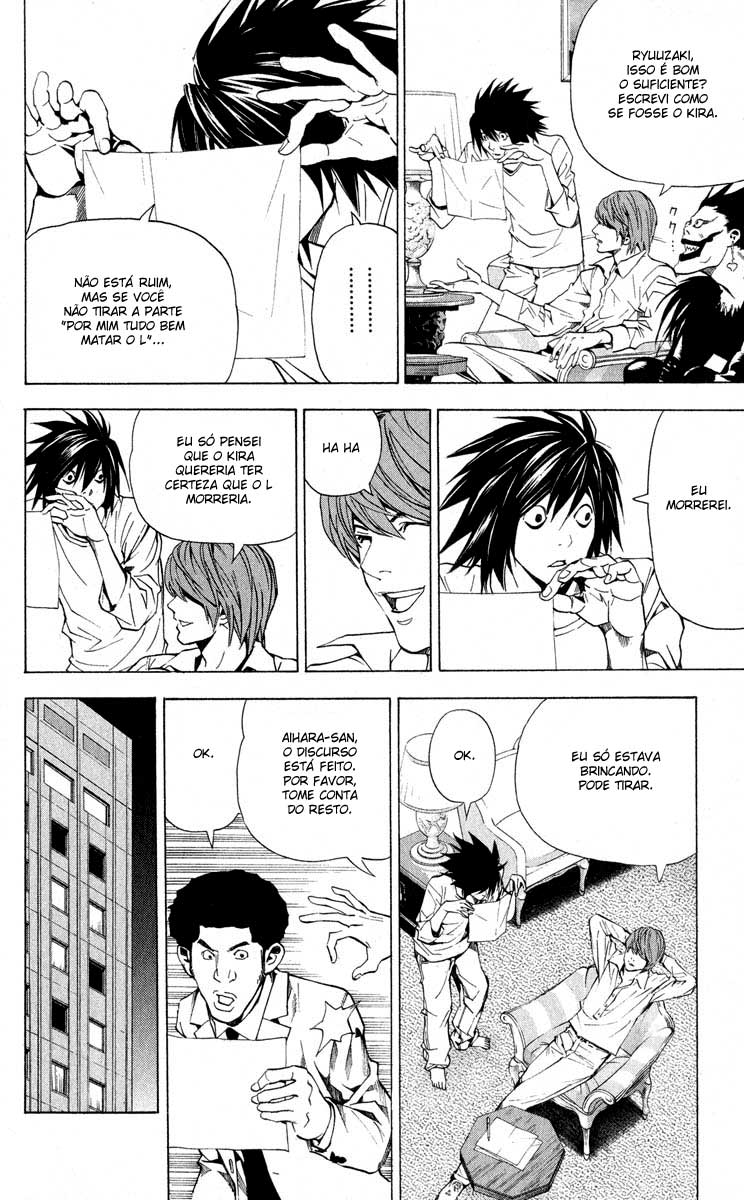 RYUUZAKI,
ISSO É BOM
O SUFICIENTE?
ESCREVI COMO
SE FOSSE O KIRA.
..........
NÃO ESTÁ RUIM,
MAS SE VOCÊ
NÃO TIRAR A PARTE
"POR MIM TUDO BEM
MATAR O L"...
EU
MORREREI.
HA HA
EU SÓ PENSEI
QUE O KIRA
QUERERIA TER
CERTEZA QUE O L
MORRERIA.
EU SÓ ESTAVA
BRINCANDO.
PODE TIRAR.
OK.
AIHARA-SAN,
O DISCURSO
ESTÁ FEITO.
POR FAVOR,
TOME CONTA
DO RESTO.
OK.